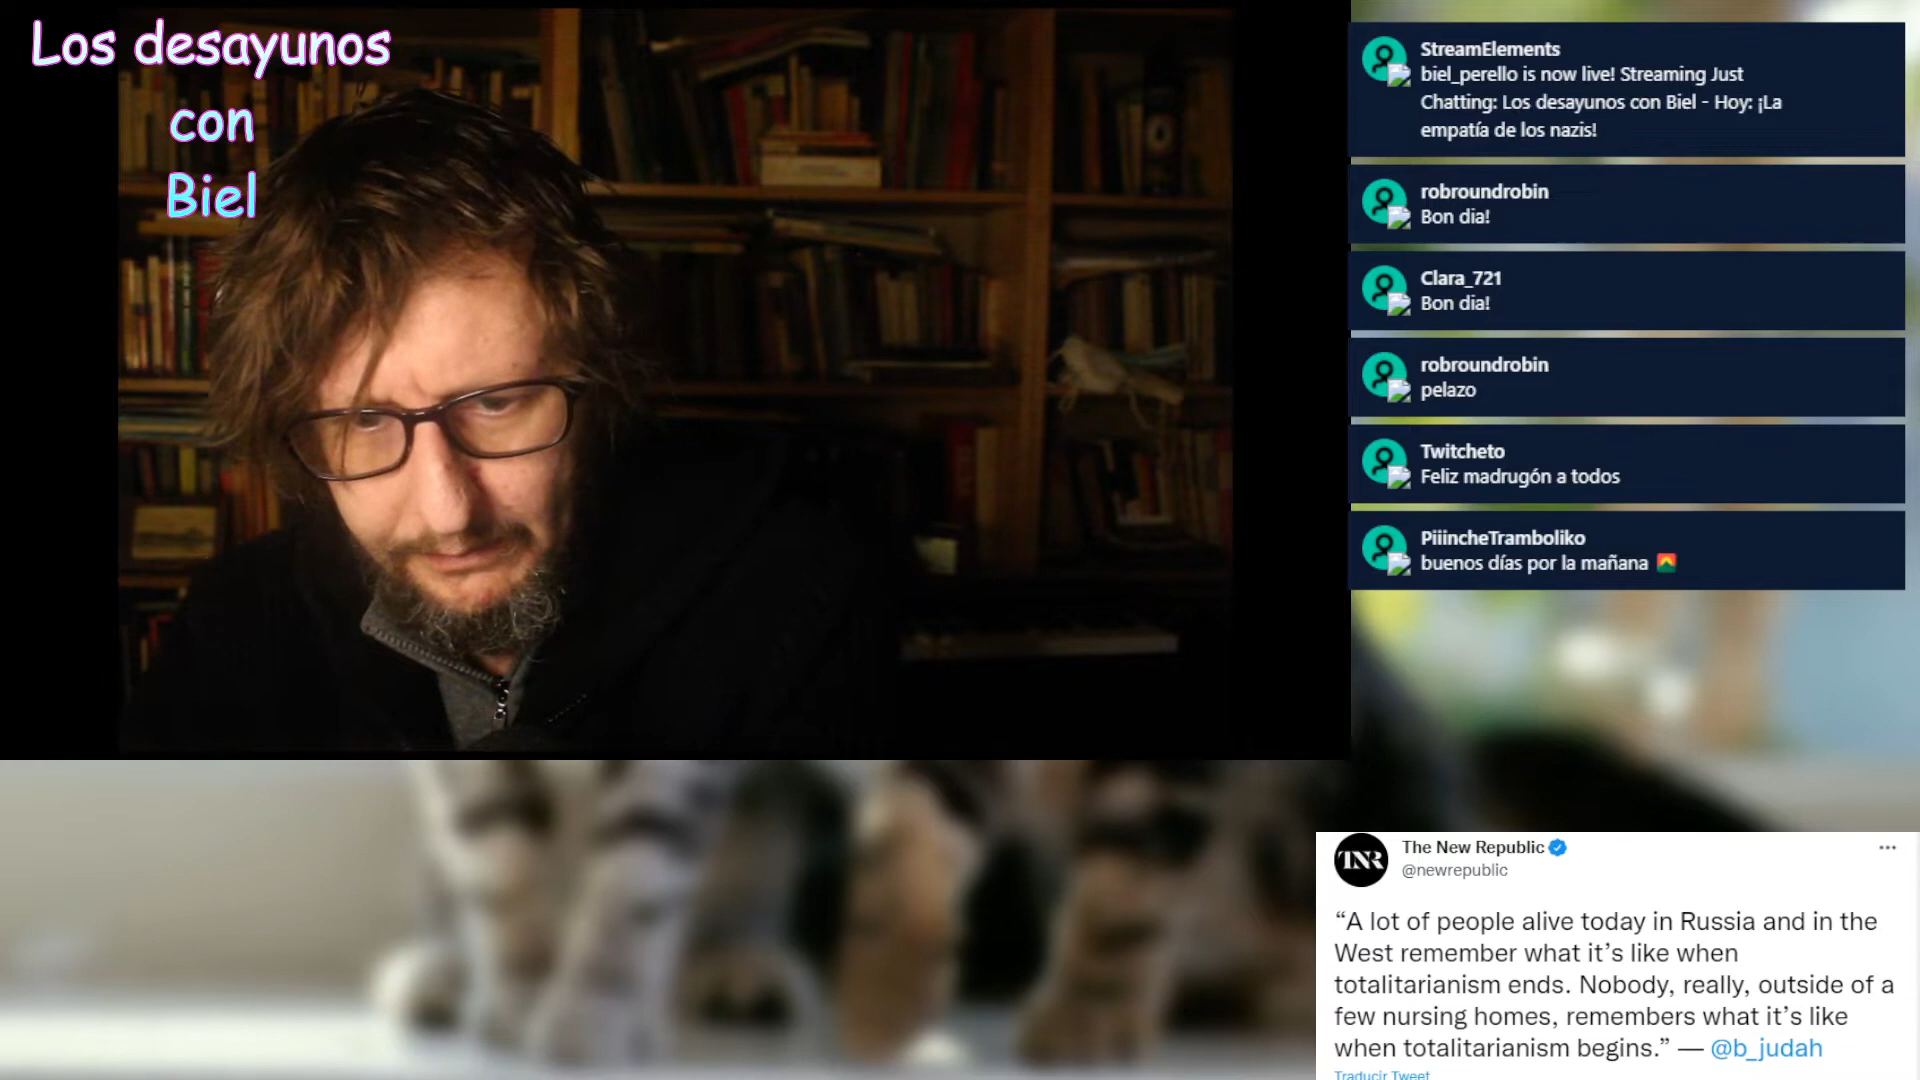 Los desayunos
con
Biel
StreamElements
biel_perello is now live! Streaming Just
Chatting: Los desayunos con Biel - Hoy: ¡La
empatía de los nazis!
robroundrobin
Bon dia!
Clara_721
Bon dia!
robroundrobin
pelazo
Twitcheto
Feliz madrugón a todos
PiiincheTramboliko
buenos días por la mañana
TNR
The New Republic
@newrepublic
“A lot of people alive today in Russia and in the
West remember what it’s like when
totalitarianism ends. Nobody, really, outside of a
few nursing homes, remembers what it’s like
when totalitarianism begins.” — @b_judah
Traducir Tweet